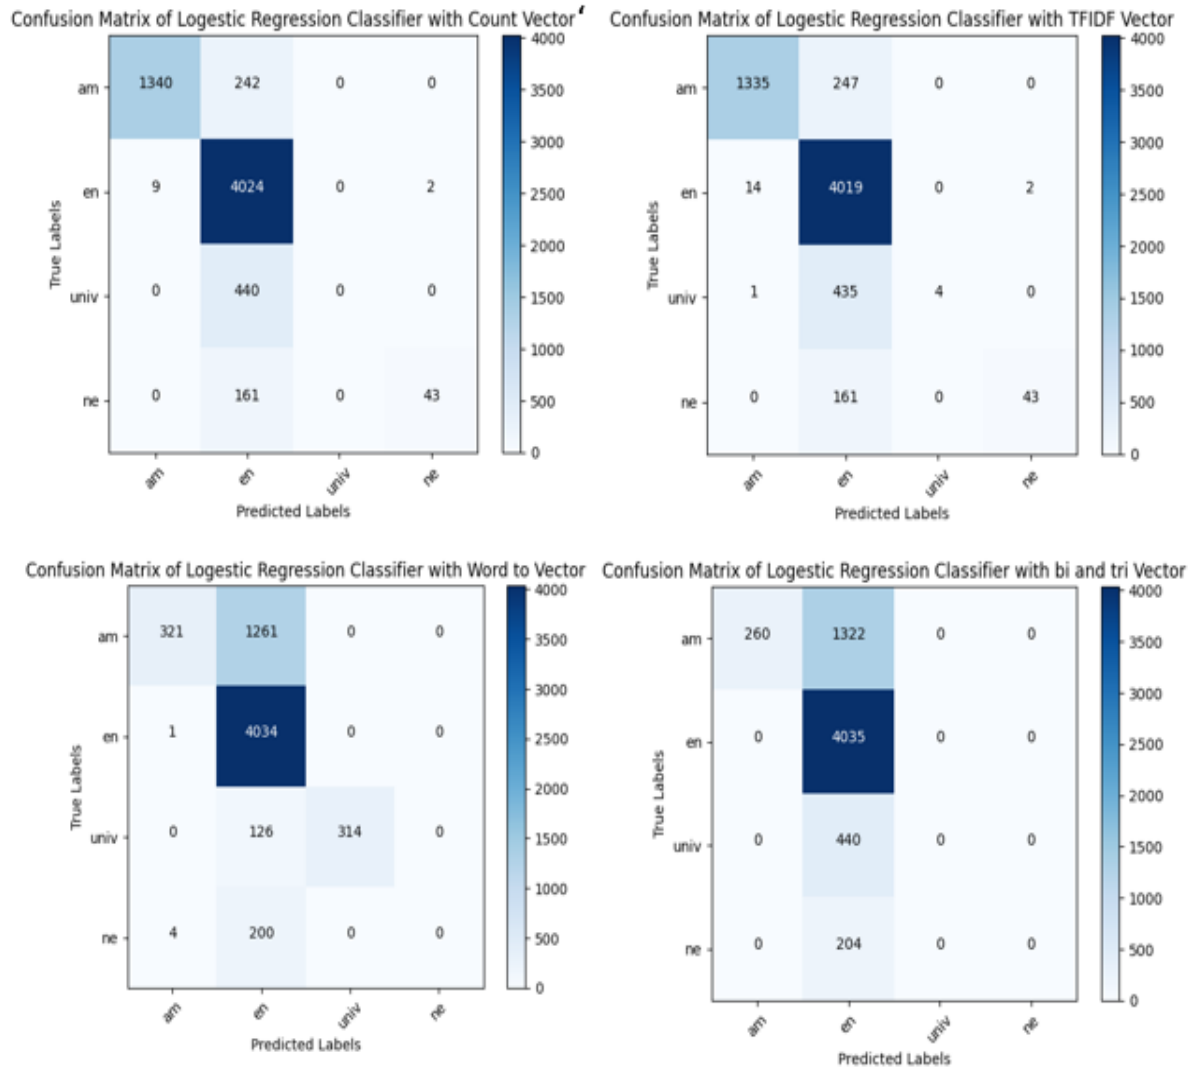 Confusion Matrix of Logestic Regression Classifier with Count Vector‘
am 1340 242 0 0
en 9 4024 0 2
univ 0 440 0 0
ne 0 161 0 43
True Labels
am en univ ne
Predicted Labels
4000
3500
3000
2500
2000
1500
1000
500
0
Confusion Matrix of Logestic Regression Classifier with TFIDF Vector
am 1335 247 0 0
en 14 4019 0 2
univ 1 435 4 0
ne 0 161 0 43
True Labels
am en univ ne
Predicted Labels
4000
3500
3000
2500
2000
1500
1000
500
0
Confusion Matrix of Logestic Regression Classifier with Word to Vector
am 321 1261 0 0
en 1 4034 0 0
univ 0 126 314 0
ne 4 200 0 0
True Labels
am en univ ne
Predicted Labels
4000
3500
3000
2500
2000
1500
1000
500
0
Confusion Matrix of Logestic Regression Classifier with bi and tri Vector
am 260 1322 0 0
en 0 4035 0 0
univ 0 440 0 0
ne 0 204 0 0
True Labels
am en univ ne
Predicted Labels
4000
3500
3000
2500
2000
1500
1000
500
0